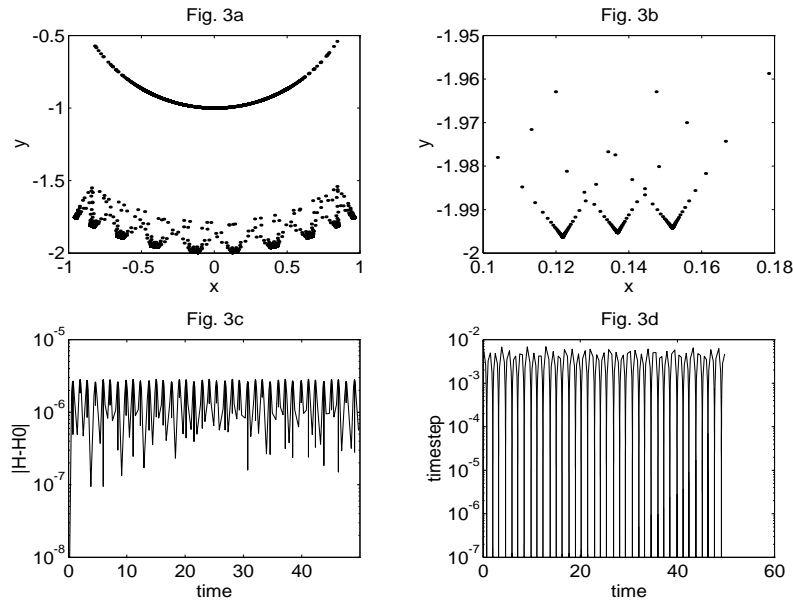 Fig. 3a
-0.5
-1
-1.5
-2
y
-1 -0.5 0 0.5 1
x
Fig. 3b
-1.95
-1.96
-1.97
-1.98
-1.99
-2
y
0.1 0.12 0.14 0.16 0.18
x
Fig. 3c
10^-5
10^-6
10^-7
10^-8
|H-H0|
0 10 20 30 40
time
Fig. 3d
10^-2
10^-3
10^-4
10^-5
10^-6
10^-7
timestep
0 20 40 60
time